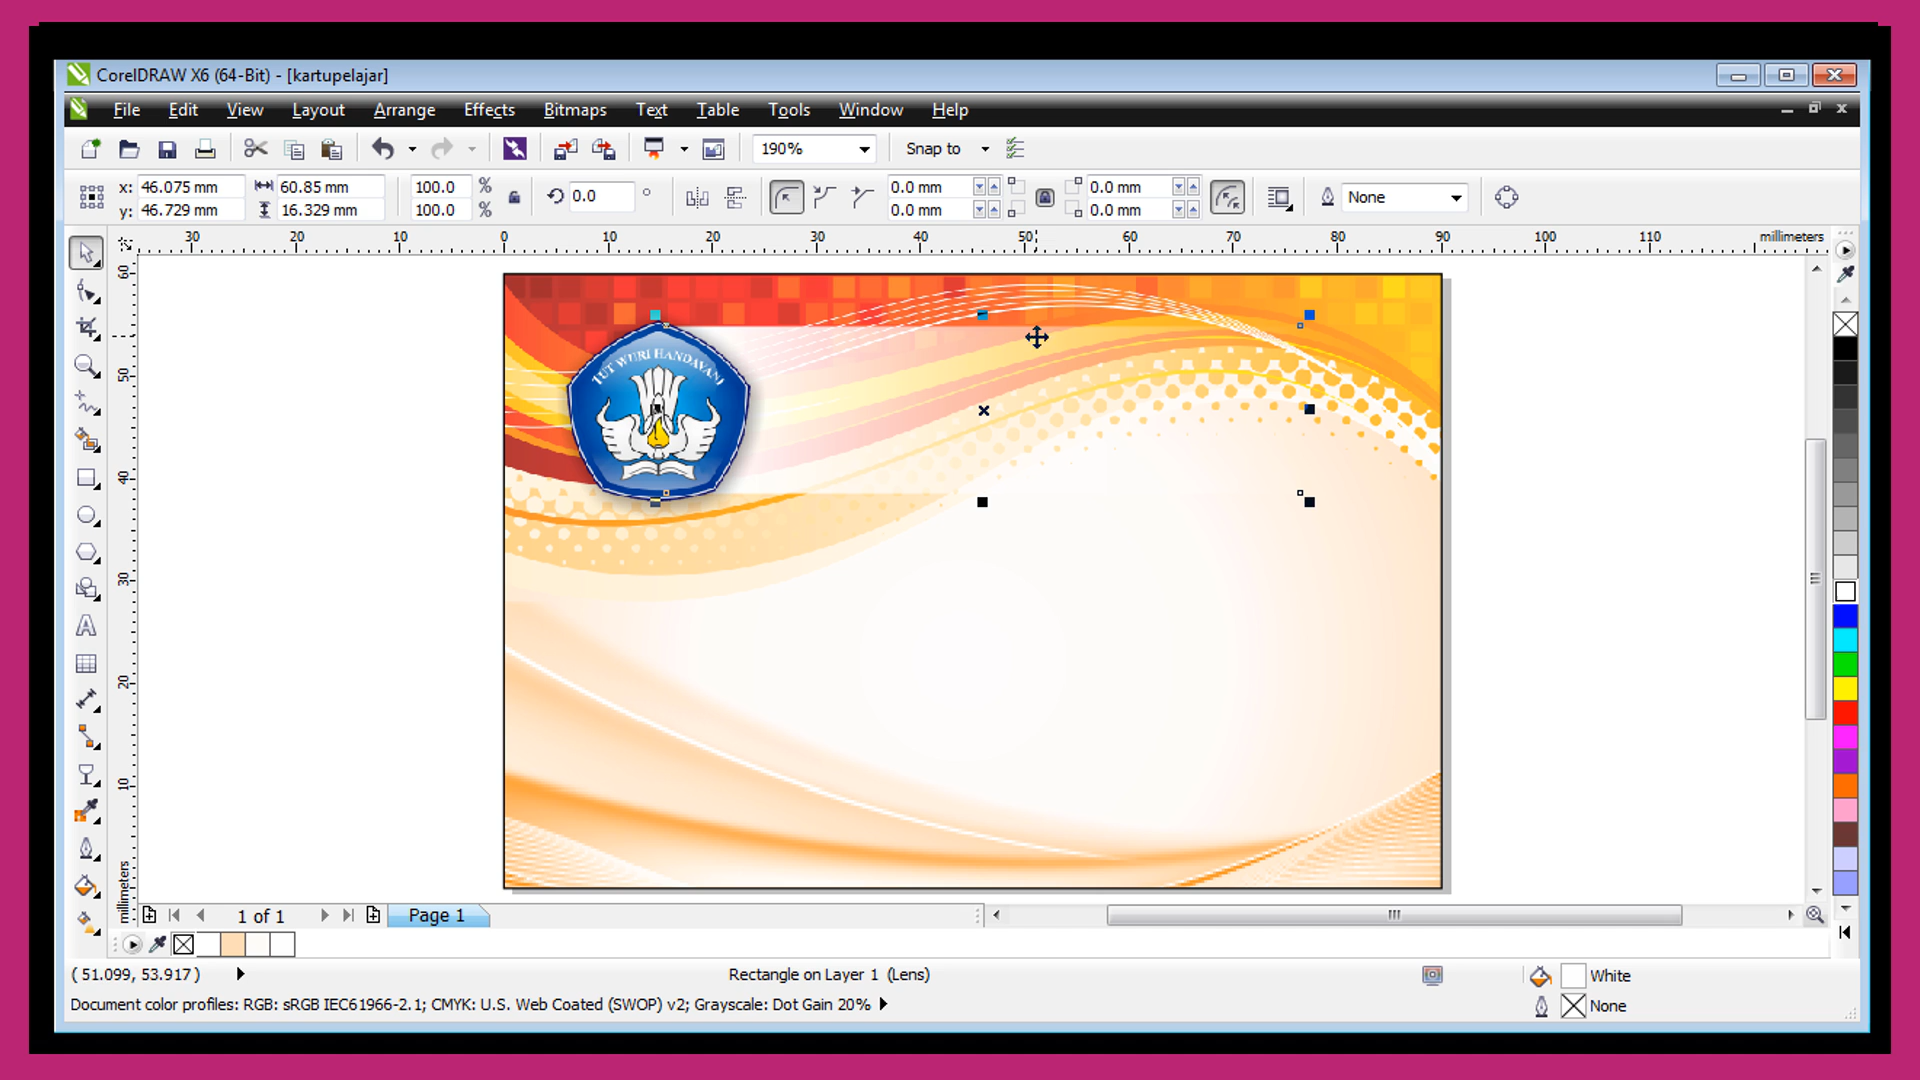 CorelDRAW X6 (64-Bit) - [kartupelajar]
File Edit View Layout Arrange Effects Bitmaps Text Table Tools Window Help
190% Snap to
x: 46.075 mm 60.85 mm 100.0 % 0.0 ° 0.0 mm 0.0 mm None
y: 46.729 mm 16.329 mm 100.0 % 0.0 mm 0.0 mm
30 20 10 0 10 20 30 40 50 60 70 80 90 100 110 millimeters
60
50
40
30
20
10
millimeters
TUT WURI HANDAYANI
1 of 1 Page 1
( 51.099, 53.917 ) Rectangle on Layer 1 (Lens) White
Document color profiles: RGB: sRGB IEC61966-2.1; CMYK: U.S. Web Coated (SWOP) v2; Grayscale: Dot Gain 20% None